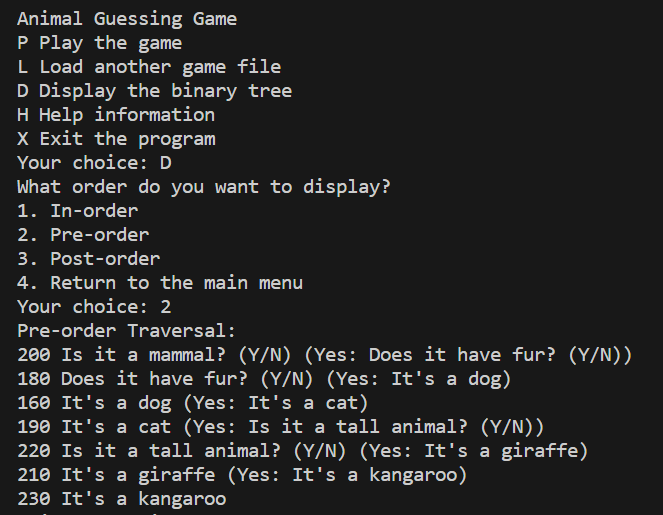 Animal Guessing Game
P Play the game
L Load another game file
D Display the binary tree
H Help information
X Exit the program
Your choice: D
What order do you want to display?
1. In-order
2. Pre-order
3. Post-order
4. Return to the main menu
Your choice: 2
Pre-order Traversal:
200 Is it a mammal? (Y/N) (Yes: Does it have fur? (Y/N))
180 Does it have fur? (Y/N) (Yes: It's a dog)
160 It's a dog (Yes: It's a cat)
190 It's a cat (Yes: Is it a tall animal? (Y/N))
220 Is it a tall animal? (Y/N) (Yes: It's a giraffe)
210 It's a giraffe (Yes: It's a kangaroo)
230 It's a kangaroo